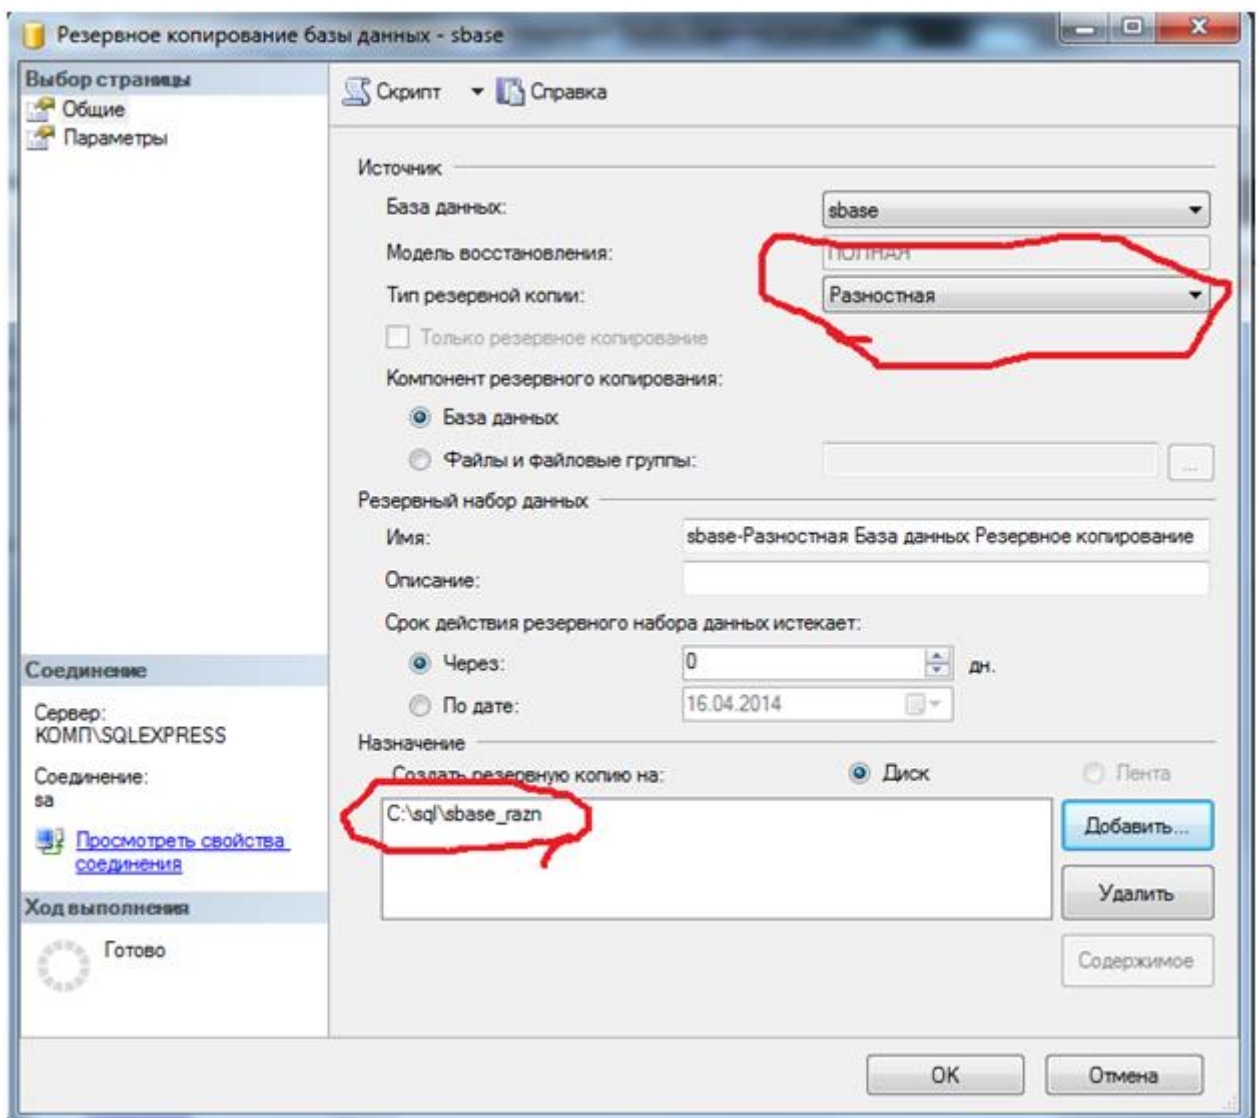 Резервное копирование базы данных - sbase
Выбор страницы
Общие
Параметры
Скрипт
Справка
Источник
База данных:
sbase
Модель восстановления:
ПОЛНАЯ
Тип резервной копии:
Разностная
Только резервное копирование
Компонент резервного копирования:
База данных
Файлы и файловые группы:
...
Резервный набор данных
Имя:
sbase-Разностная База данных Резервное копирование
Описание:
Срок действия резервного набора данных истекает:
Через:
0
дн.
По дате:
16.04.2014
Назначение
Создать резервную копию на:
Диск
Лента
C:\sql\sbase_razn
Добавить...
Удалить
Содержимое
Соединение
Сервер:
КОМП\SQLEXPRESS
Соединение:
sa
Просмотреть свойства
соединения
Ход выполнения
Готово
OK
Отмена